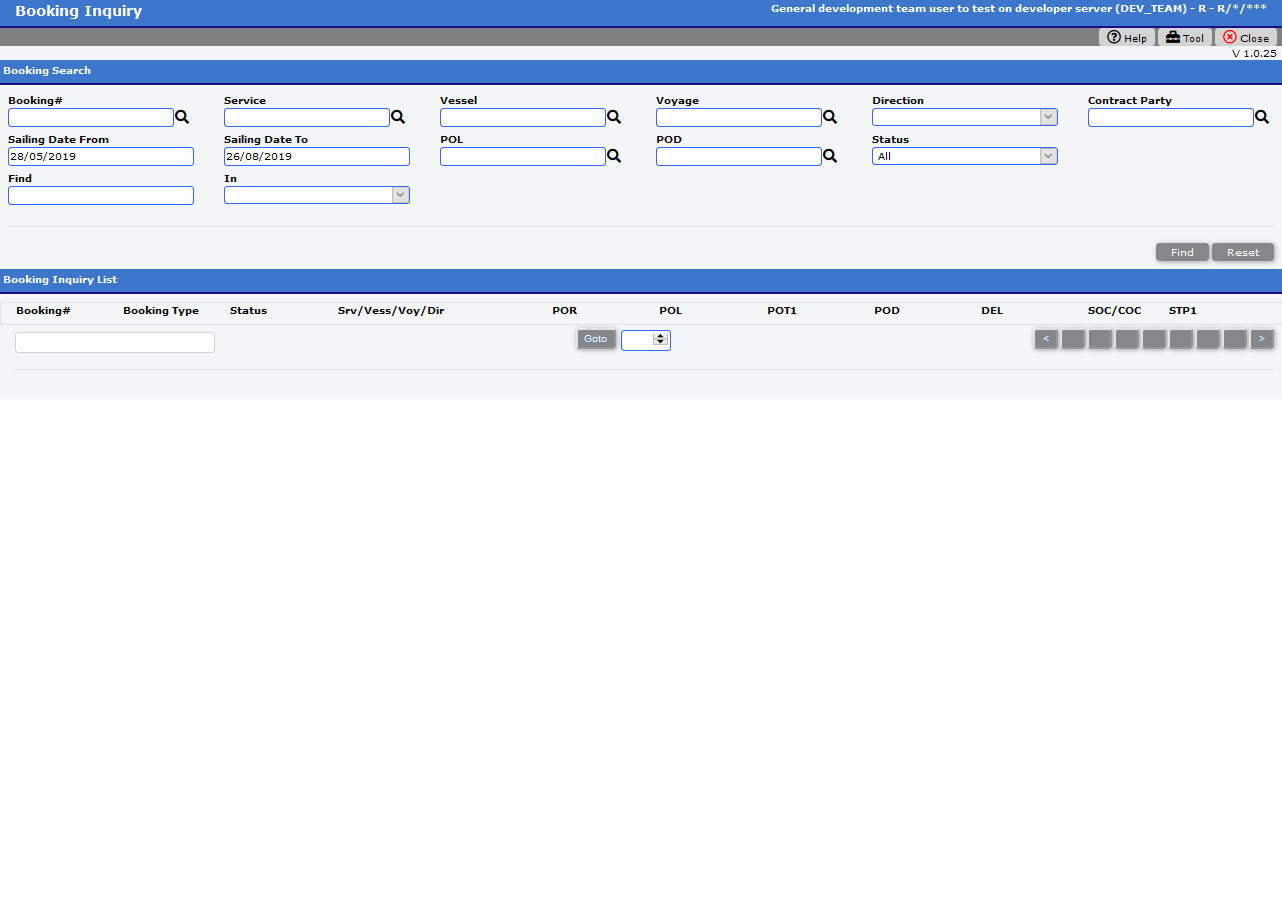 Booking Inquiry General development team user to test on developer server (DEV_TEAM) - R - R/*/***
Help Tool Close
V 1.0.25
Booking Search
Booking# Service Vessel Voyage Direction Contract Party
Sailing Date From Sailing Date To POL POD Status
28/05/2019 26/08/2019 All
Find In
Find Reset
Booking Inquiry List
Booking# Booking Type Status Srv/Vess/Voy/Dir POR POL POT1 POD DEL SOC/COC STP1
Goto < >